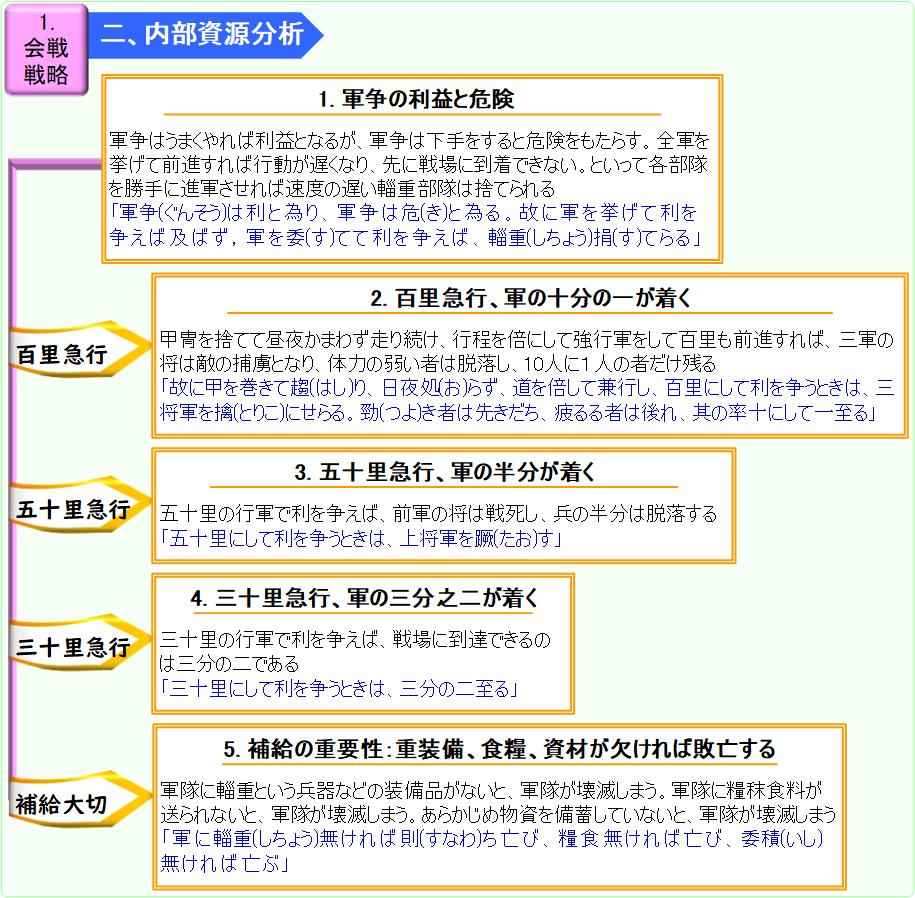 1.
会戦
戦略
二、内部資源分析
1. 軍争の利益と危険
軍争はうまくやれば利益となるが、軍争は下手をすると危険をもたらす。全軍を
挙げて前進すれば行動が遅くなり、先に戦場に到着できない。といって各部隊
を勝手に進軍させれば速度の遅い輜重部隊は捨てられる
「軍争(ぐんそう)は利と為り、軍争は危(き)と為る。故に軍を挙げて利を
争えば及ばず，軍を委(す)てて利を争えば、輜重(しちょう)捐(す)てらる」
百里急行
2. 百里急行、軍の十分の一が着く
甲冑を捨てて昼夜かまわず走り続け、行程を倍にして強行軍をして百里も前進すれば、三軍の
将は敵の捕虜となり、体力の弱い者は脱落し、10人に１人の者だけ残る
「故に甲を巻きて趨(はし)り、日夜処(お)らず、道を倍して兼行し、百里にして利を争うときは、三
将軍を擒(とりこ)にせらる。勁(つよ)き者は先きだち、疲るる者は後れ、其の率十にして一至る」
五十里急行
3. 五十里急行、軍の半分が着く
五十里の行軍で利を争えば、前軍の将は戦死し、兵の半分は脱落する
「五十里にして利を争うときは、上将軍を蹶(たお)す」
三十里急行
4. 三十里急行、軍の三分之二が着く
三十里の行軍で利を争えば、戦場に到達できるの
は三分の二である
「三十里にして利を争うときは、三分の二至る」
補給大切
5. 補給の重要性：重装備、食糧、資材が欠ければ敗亡する
軍隊に輜重という兵器などの装備品がないと、軍隊が壊滅しまう。軍隊に糧秣食料が
送られないと、軍隊が壊滅しまう。あらかじめ物資を備蓄していないと、軍隊が壊滅しまう
「軍に輜重(しちょう)無ければ則(すなわ)ち亡び、糧食無ければ亡び、委積(いし)
無ければ亡ぶ」